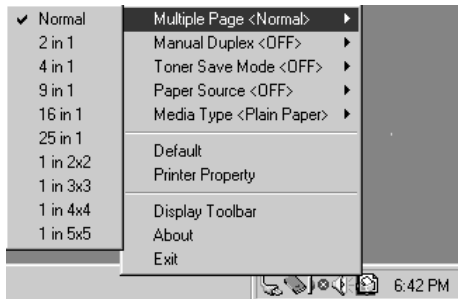 Normal
2 in 1
4 in 1
9 in 1
16 in 1
25 in 1
1 in 2x2
1 in 3x3
1 in 4x4
1 in 5x5
Multiple Page <Normal>
Manual Duplex <OFF>
Toner Save Mode <OFF>
Paper Source <OFF>
Media Type <Plain Paper>
Default
Printer Property
Display Toolbar
About
Exit
6:42 PM